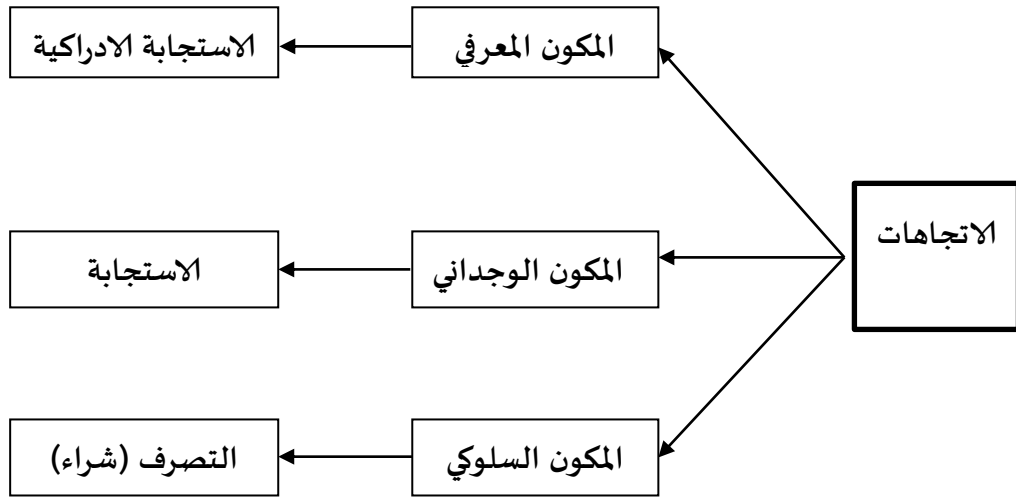 المكون المعرفي
الاستجابة الادراكية
الاتجاهات
المكون الوجداني
الاستجابة
المكون السلوكي
التصرف (شراء)